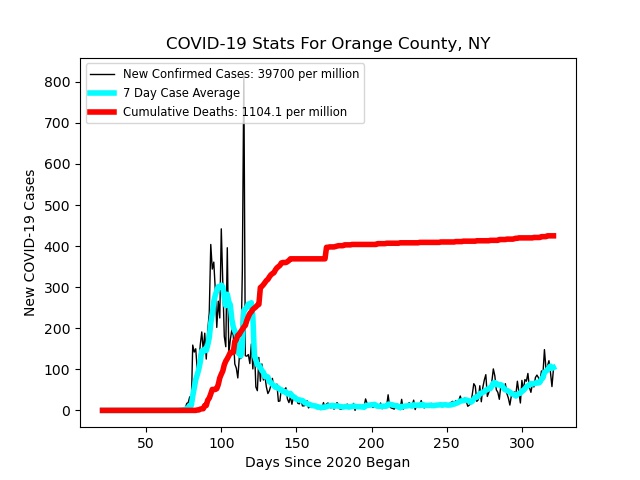 COVID-19 Stats For Orange County, NY
New Confirmed Cases: 39700 per million
7 Day Case Average
Cumulative Deaths: 1104.1 per million
New COVID-19 Cases
800
700
600
500
400
300
200
100
0
50 100 150 200 250 300
Days Since 2020 Began